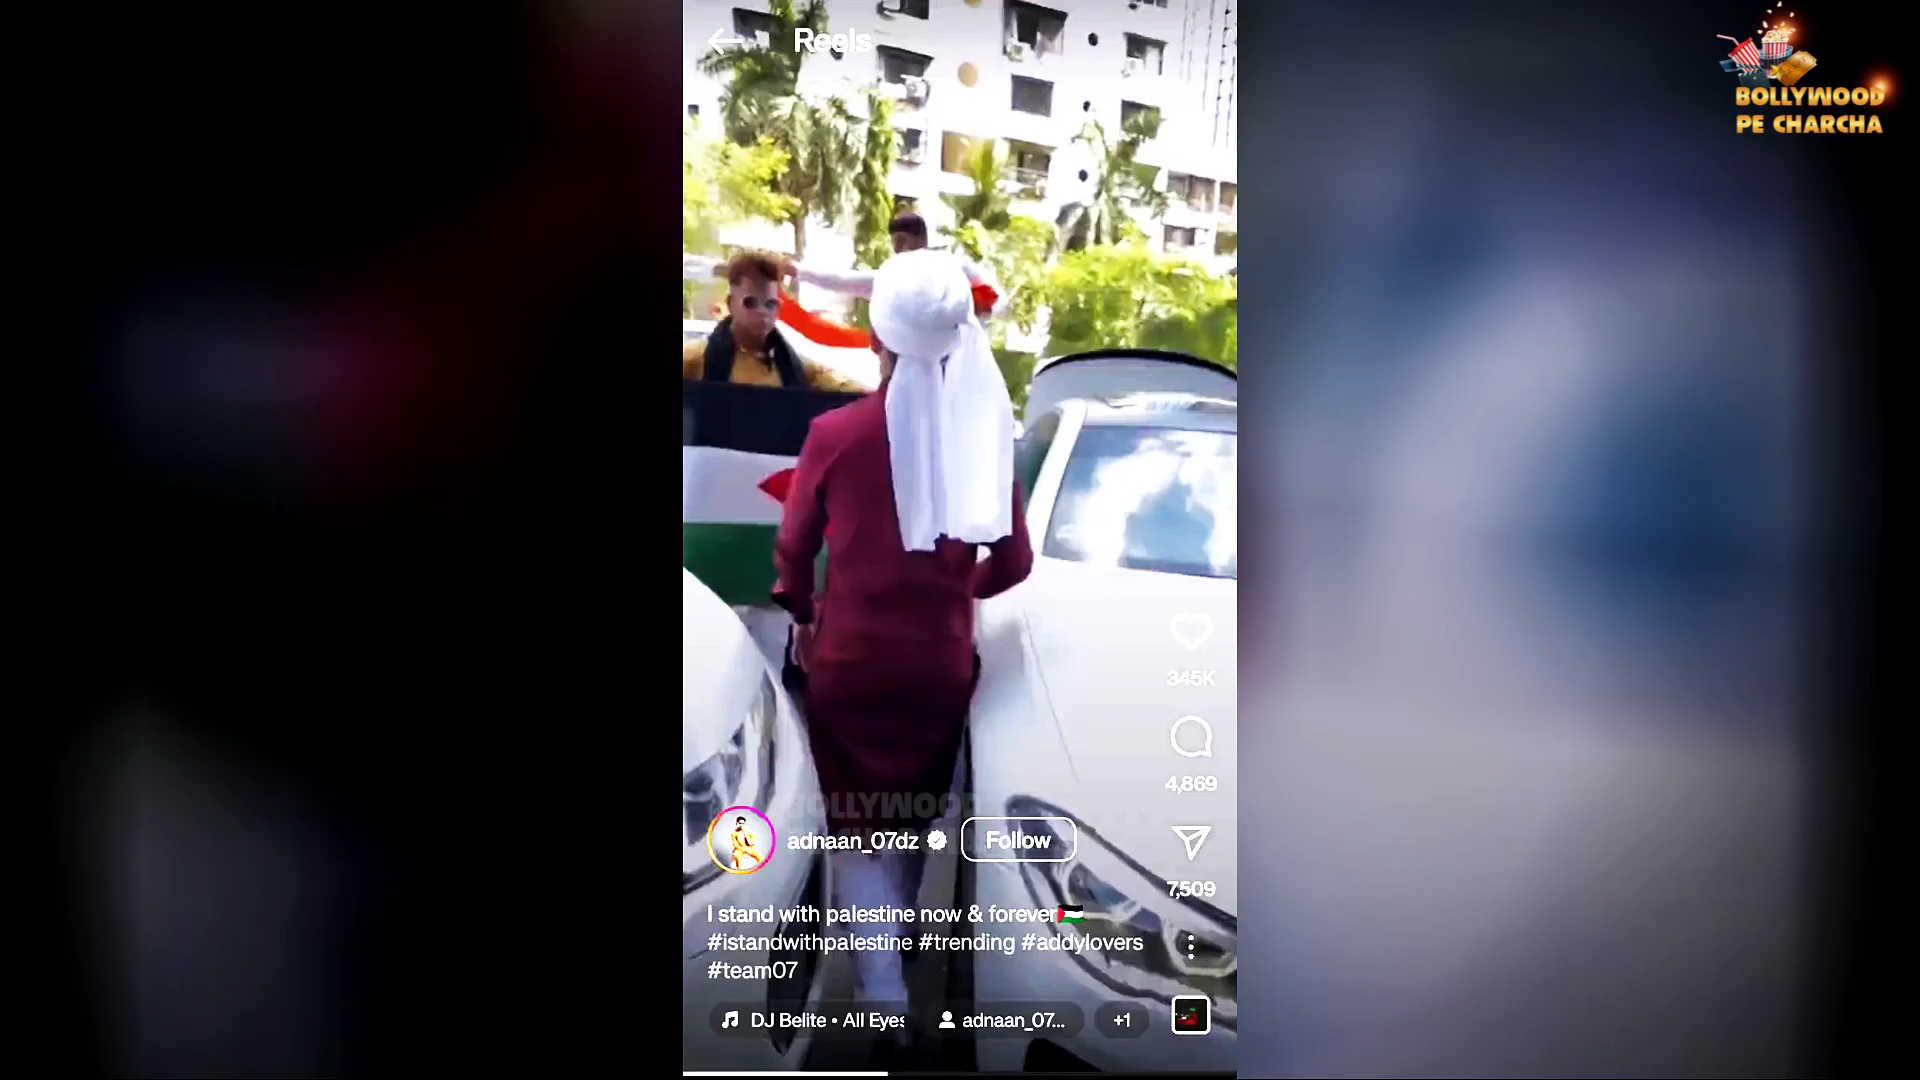 Reels
BOLLYWOOD
PE CHARCHA
345K
4,869
BOLLYWOOD
adnaan_07dz
Follow
7,509
I stand with palestine now & forever🇵🇸
#istandwithpalestine #trending #addylovers
#team07
DJ Belite • All Eyes
adnaan_07...
+1